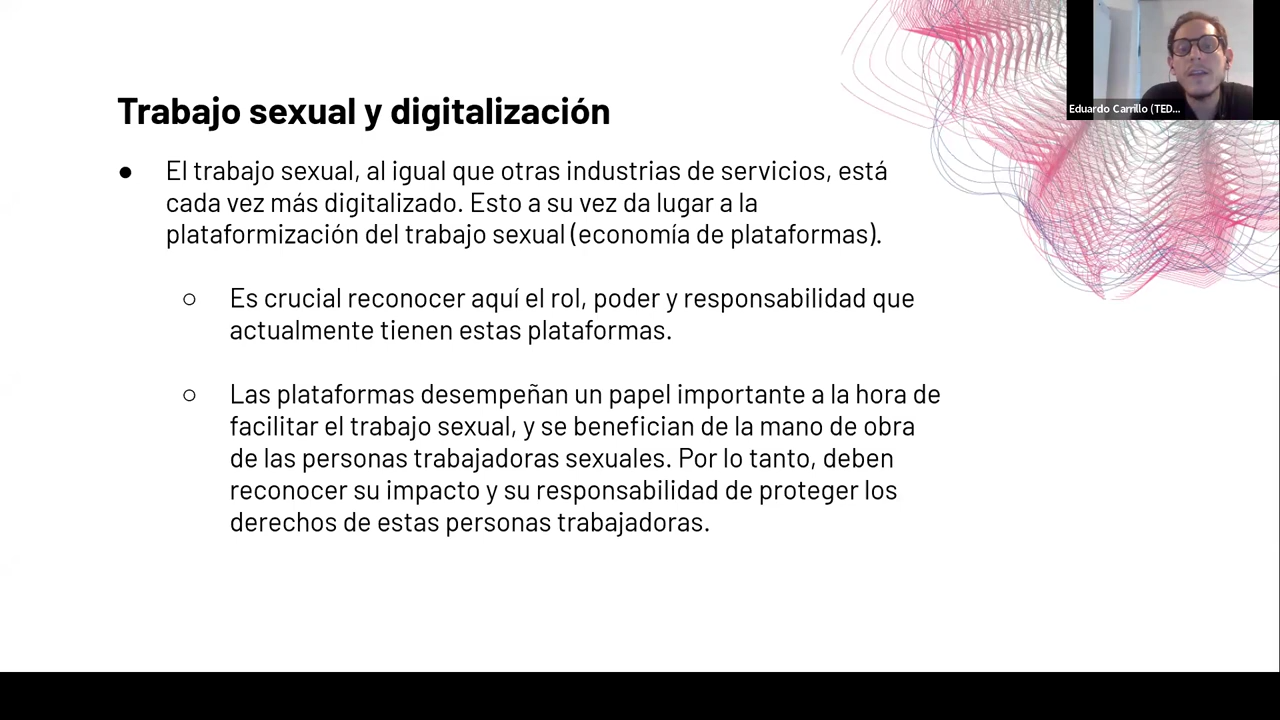 Trabajo sexual y digitalización
● El trabajo sexual, al igual que otras industrias de servicios, está
cada vez más digitalizado. Esto a su vez da lugar a la
plataformización del trabajo sexual (economía de plataformas).
○ Es crucial reconocer aquí el rol, poder y responsabilidad que
actualmente tienen estas plataformas.
○ Las plataformas desempeñan un papel importante a la hora de
facilitar el trabajo sexual, y se benefician de la mano de obra
de las personas trabajadoras sexuales. Por lo tanto, deben
reconocer su impacto y su responsabilidad de proteger los
derechos de estas personas trabajadoras.
Eduardo Carrillo (TED...